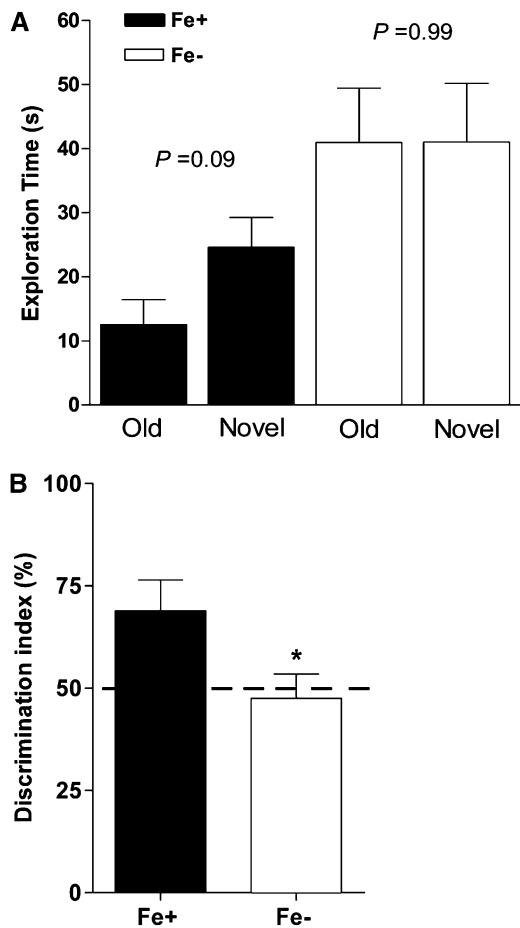 A
Fe+
Fe-
P =0.09
P =0.99
Exploration Time (s)
60
50
40
30
20
10
0
Old Novel Old Novel
B
Discrimination index (%)
100
75
50
25
0
*
Fe+ Fe-